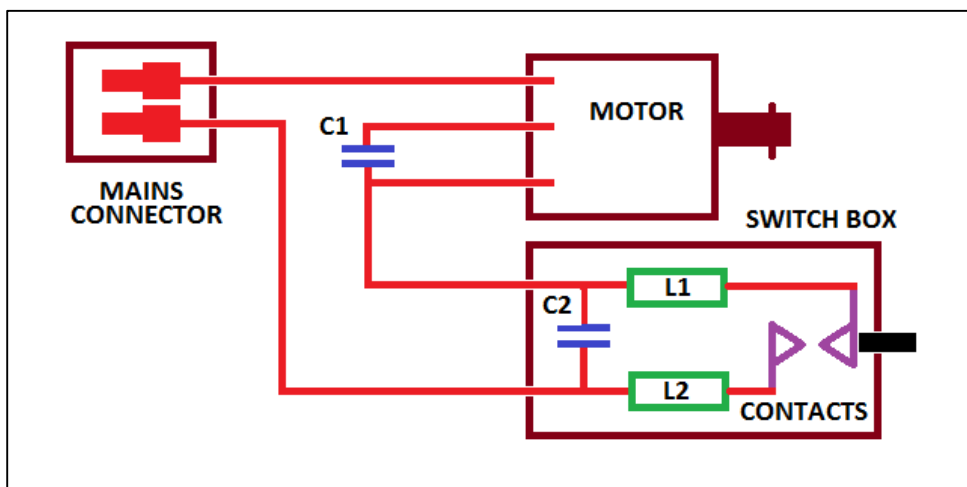 MOTOR
C1
MAINS
CONNECTOR
SWITCH BOX
L1
C2
L2
CONTACTS